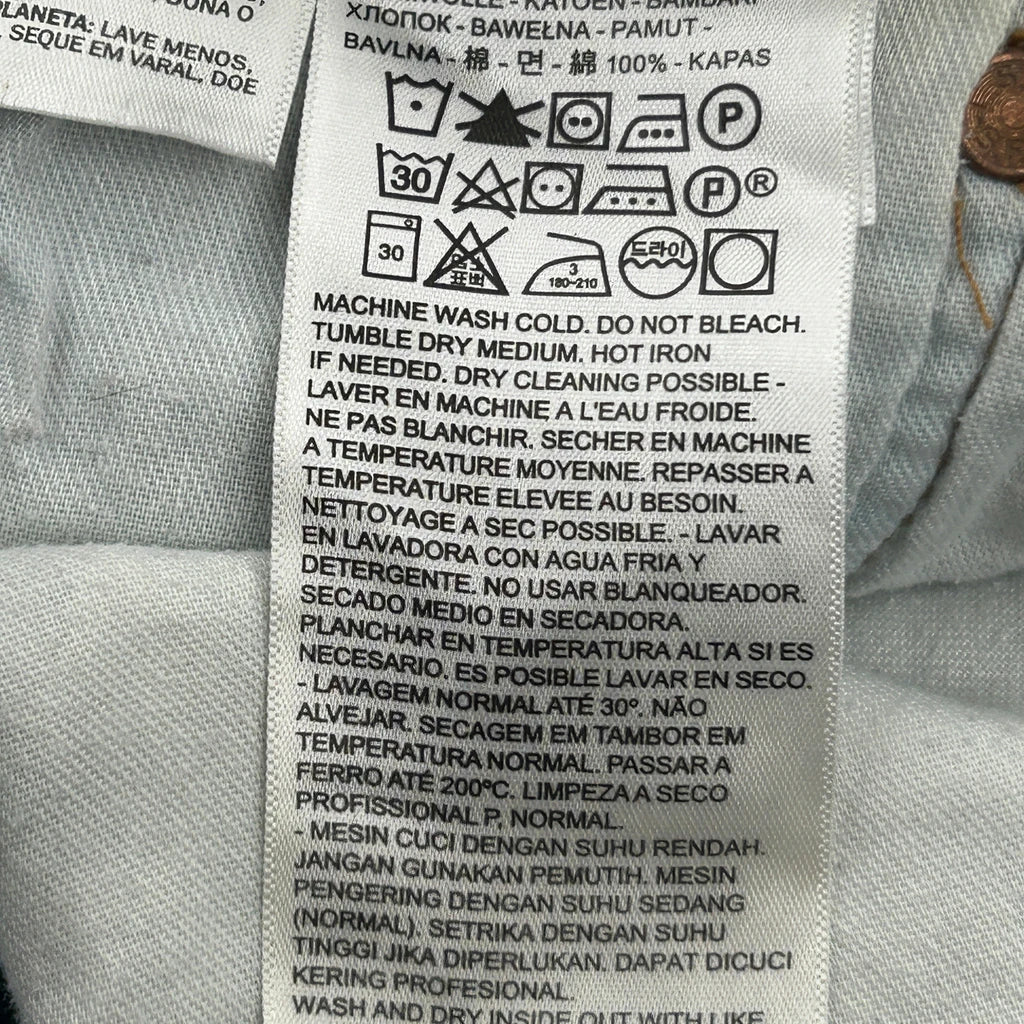 DONA O
PLANETA: LAVE MENOS,
SEQUE EM VARAL, DOE
KATOEN - BAMBAK
ХЛОПОК - BAWEŁNA - PAMUT -
BAVLNA - 棉 - 면 - 綿 100% - KAPAS
P
30
P ®
30
표백
3
180~210
드라이
MACHINE WASH COLD. DO NOT BLEACH.
TUMBLE DRY MEDIUM. HOT IRON
IF NEEDED. DRY CLEANING POSSIBLE -
LAVER EN MACHINE A L'EAU FROIDE.
NE PAS BLANCHIR. SECHER EN MACHINE
A TEMPERATURE MOYENNE. REPASSER A
TEMPERATURE ELEVEE AU BESOIN.
NETTOYAGE A SEC POSSIBLE. - LAVAR
EN LAVADORA CON AGUA FRIA Y
DETERGENTE. NO USAR BLANQUEADOR.
SECADO MEDIO EN SECADORA.
PLANCHAR EN TEMPERATURA ALTA SI ES
NECESARIO. ES POSIBLE LAVAR EN SECO.
- LAVAGEM NORMAL ATÉ 30°. NÃO
ALVEJAR. SECAGEM EM TAMBOR EM
TEMPERATURA NORMAL. PASSAR A
FERRO ATÉ 200°C. LIMPEZA A SECO
PROFISSIONAL P, NORMAL.
- MESIN CUCI DENGAN SUHU RENDAH.
JANGAN GUNAKAN PEMUTIH. MESIN
PENGERING DENGAN SUHU SEDANG
(NORMAL). SETRIKA DENGAN SUHU
TINGGI JIKA DIPERLUKAN. DAPAT DICUCI
KERING PROFESIONAL.
WASH AND DRY INSIDE OUT WITH LIKE